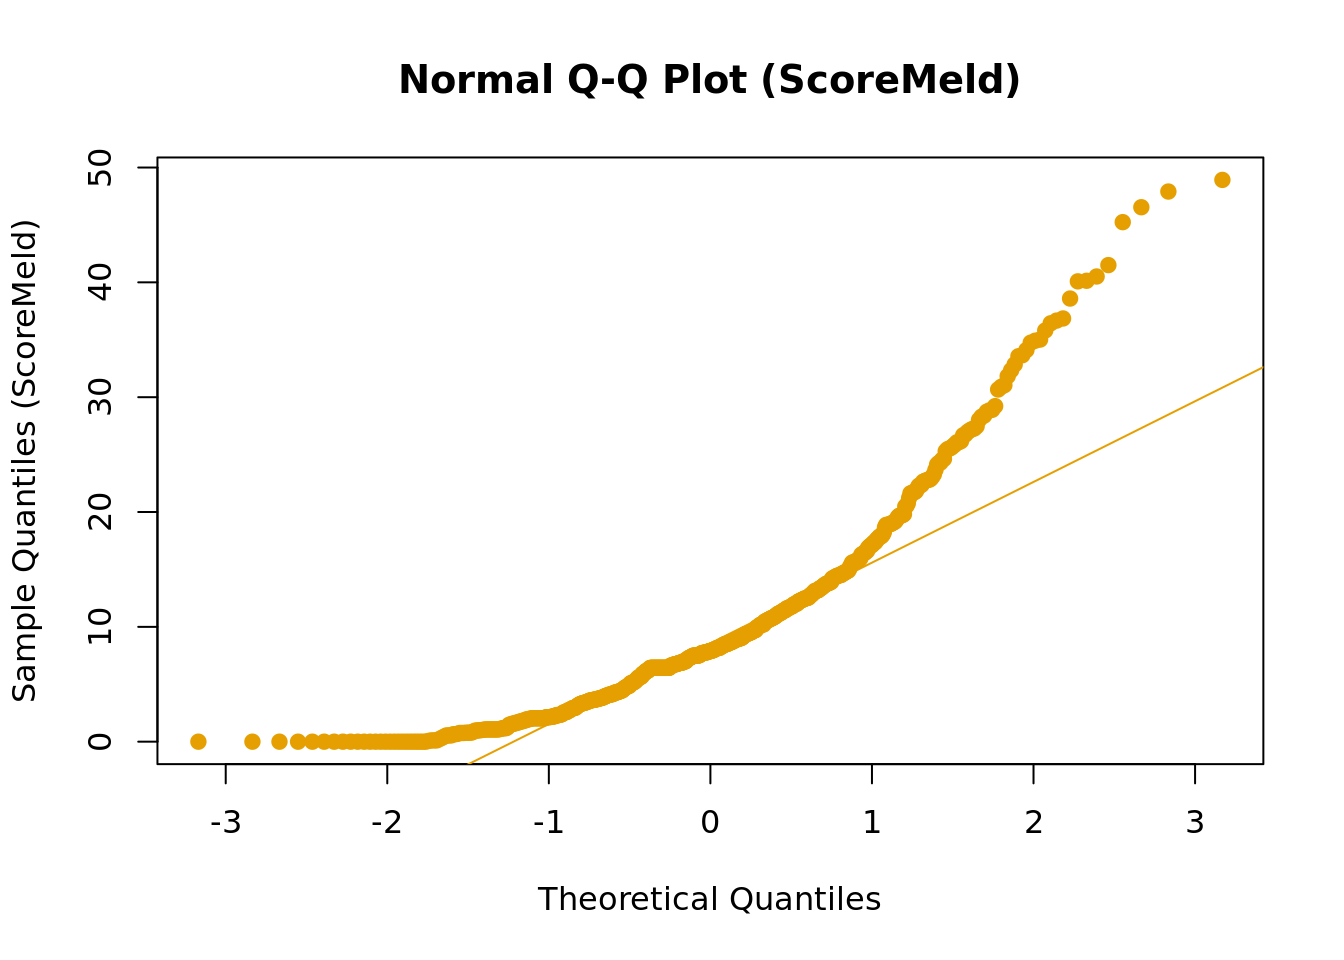 Normal Q-Q Plot (ScoreMeld)
Sample Quantiles (ScoreMeld)
50
40
30
20
10
0
-3 -2 -1 0 1 2 3
Theoretical Quantiles